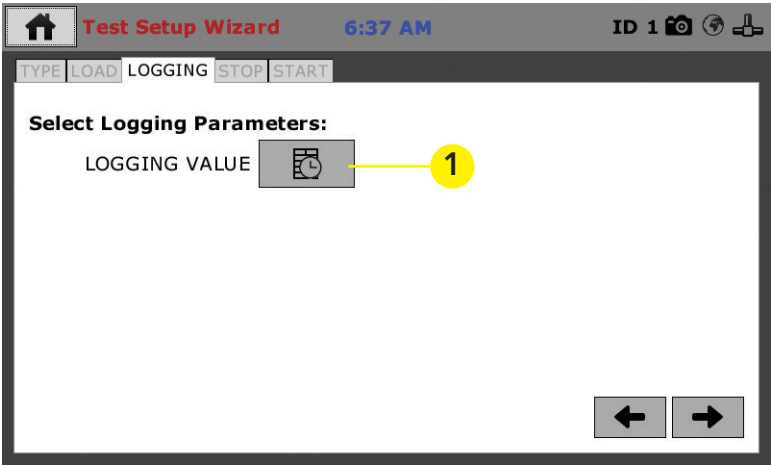 Test Setup Wizard 6:37 AM ID 1
TYPE LOAD LOGGING STOP START
Select Logging Parameters:
LOGGING VALUE 1